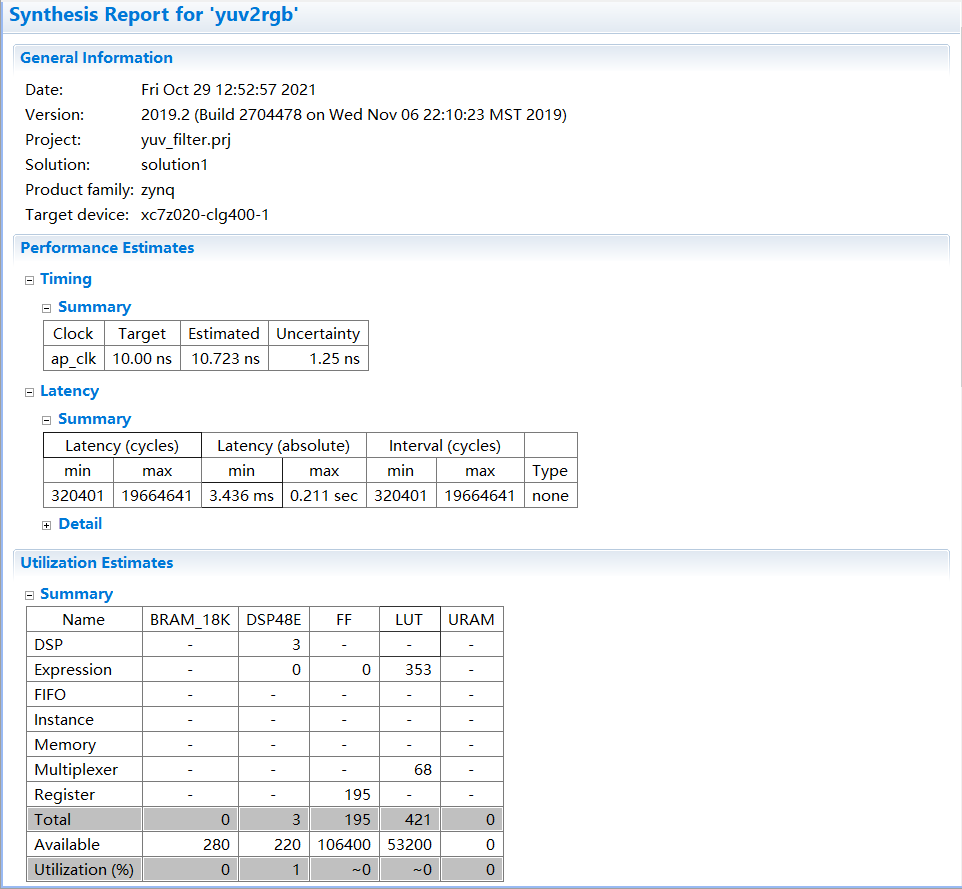 Synthesis Report for 'yuv2rgb'
General Information
Date: Fri Oct 29 12:52:57 2021
Version: 2019.2 (Build 2704478 on Wed Nov 06 22:10:23 MST 2019)
Project: yuv_filter.prj
Solution: solution1
Product family: zynq
Target device: xc7z020-clg400-1
Performance Estimates
Timing
Summary
Clock Target Estimated Uncertainty
ap_clk 10.00 ns 10.723 ns 1.25 ns
Latency
Summary
Latency (cycles) Latency (absolute) Interval (cycles)
min max min max min max Type
320401 19664641 3.436 ms 0.211 sec 320401 19664641 none
Detail
Utilization Estimates
Summary
Name BRAM_18K DSP48E FF LUT URAM
DSP - 3 - - -
Expression - 0 0 353 -
FIFO - - - - -
Instance - - - - -
Memory - - - - -
Multiplexer - - - 68 -
Register - - 195 - -
Total 0 3 195 421 0
Available 280 220 106400 53200 0
Utilization (%) 0 1 ~0 ~0 0